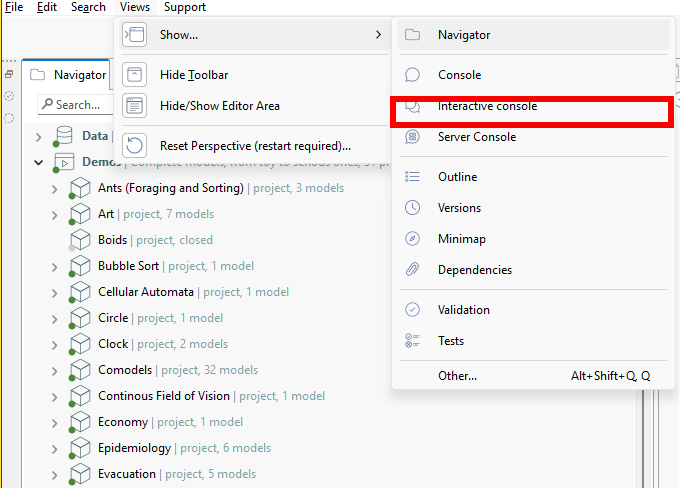 File Search Views Support
Show...
Hide Toolbar
Hide/Show Editor Area
Reset Perspective (restart required)...
Navigator
Console
Interactive console
Server Console
Outline
Versions
Minimap
Dependencies
Validation
Tests
Other... Alt+Shift+Q, Q
Navigator
Search...
Data |
Demos |
Ants (Foraging and Sorting) | project, 3 models
Art | project, 7 models
Boids | project, closed
Bubble Sort | project, 1 model
Cellular Automata | project, 1 model
Circle | project, 1 model
Clock | project, 2 models
Comodels | project, 32 models
Continous Field of Vision | project, 1 model
Economy | project, 1 model
Epidemiology | project, 6 models
Evacuation | project, 5 models